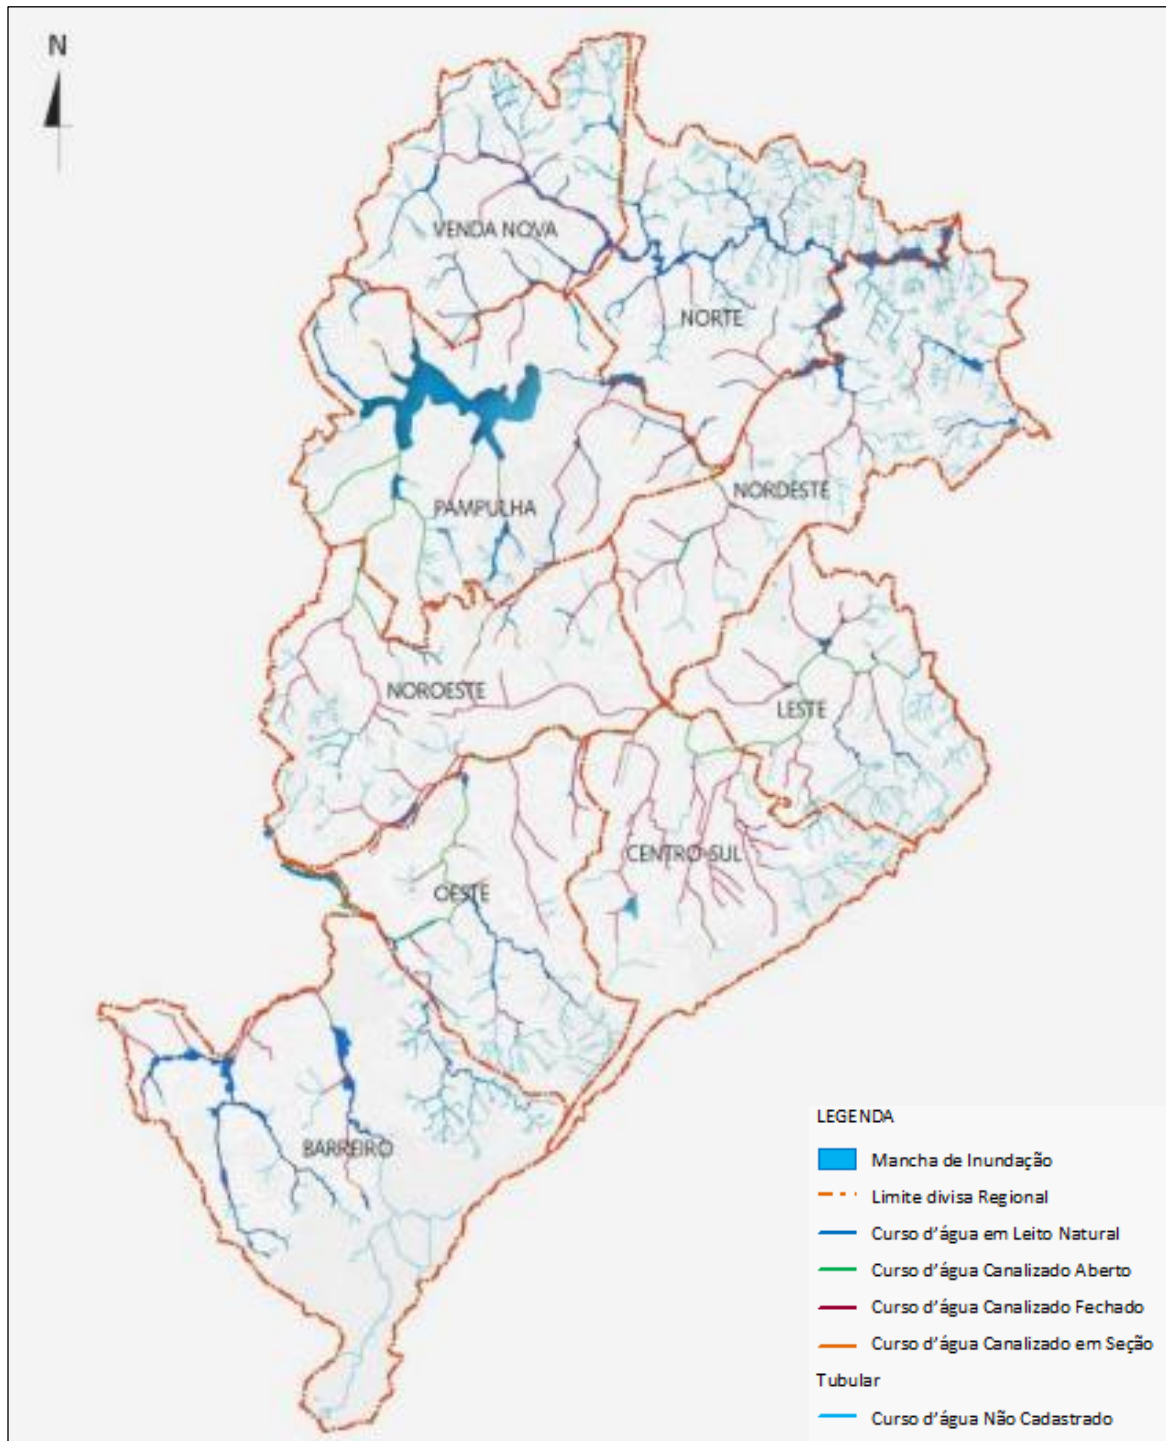 N
VENDA NOVA
NORTE
PAMPULHA
NORDESTE
NOROESTE
LESTE
CENTRO-SUL
OESTE
BARREIRO
LEGENDA
Mancha de Inundação
Limite divisa Regional
Curso d'água em Leito Natural
Curso d'água Canalizado Aberto
Curso d'água Canalizado Fechado
Curso d'água Canalizado em Seção
Tubular
Curso d'água Não Cadastrado